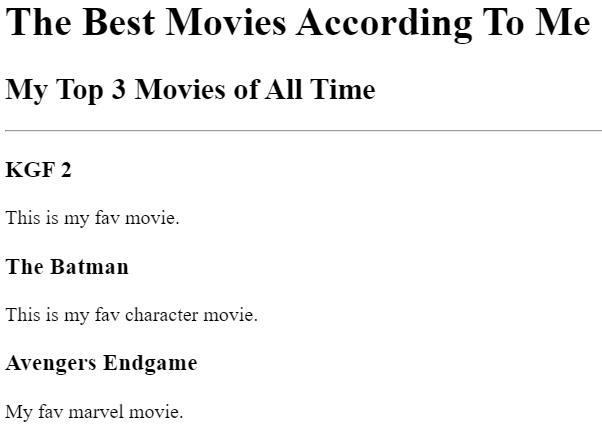 The Best Movies According To Me
My Top 3 Movies of All Time
KGF 2
This is my fav movie.
The Batman
This is my fav character movie.
Avengers Endgame
My fav marvel movie.